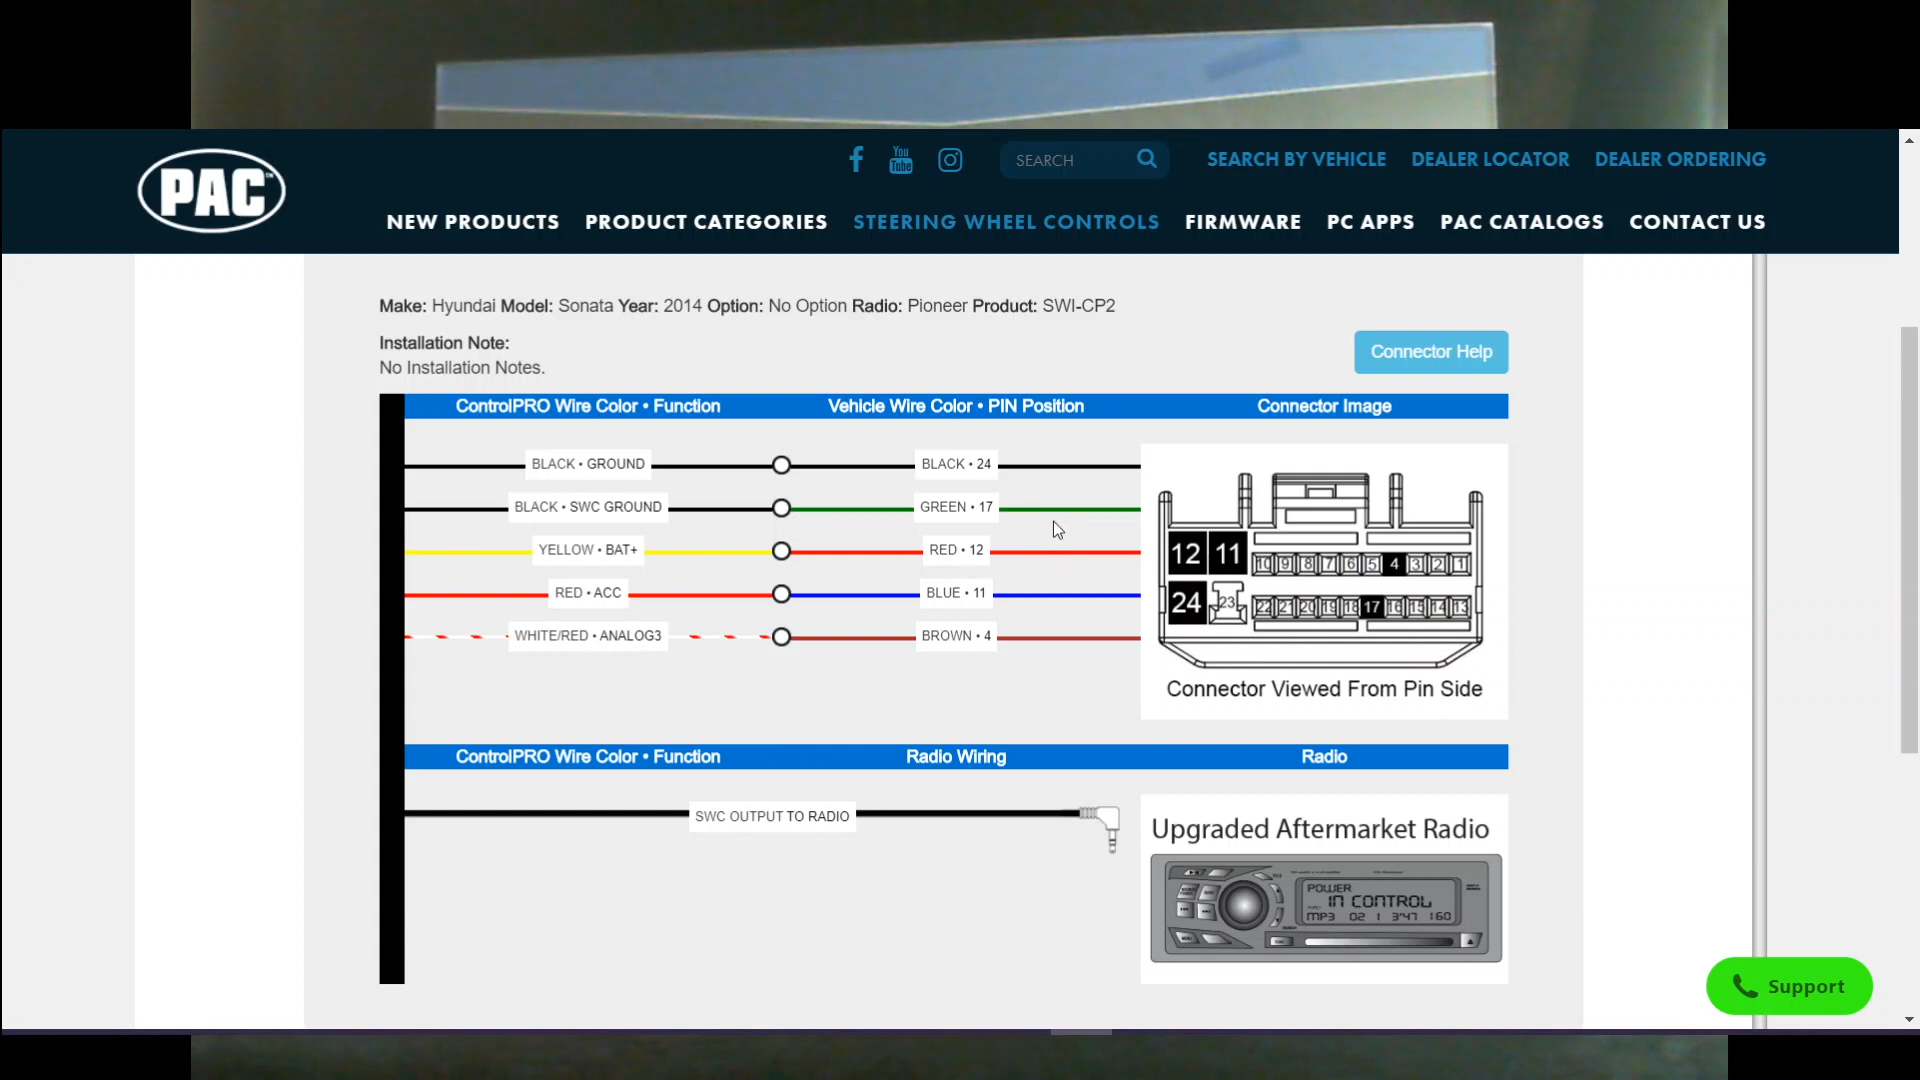 PAC™
SEARCH
SEARCH BY VEHICLE
DEALER LOCATOR
DEALER ORDERING
NEW PRODUCTS
PRODUCT CATEGORIES
STEERING WHEEL CONTROLS
FIRMWARE
PC APPS
PAC CATALOGS
CONTACT US
Make: Hyundai Model: Sonata Year: 2014 Option: No Option Radio: Pioneer Product: SWI-CP2
Installation Note:
No Installation Notes.
Connector Help
ControlPRO Wire Color • Function
Vehicle Wire Color • PIN Position
Connector Image
BLACK • GROUND
BLACK • 24
BLACK • SWC GROUND
GREEN • 17
YELLOW • BAT+
RED • 12
RED • ACC
BLUE • 11
WHITE/RED • ANALOG3
BROWN • 4
12 11 10 9 8 7 6 5 4 3 2 1
24 23 22 21 20 19 18 17 16 15 14 13
Connector Viewed From Pin Side
ControlPRO Wire Color • Function
Radio Wiring
Radio
SWC OUTPUT TO RADIO
Upgraded Aftermarket Radio
POWER
IN CONTROL
MP3 02 1 3'47 160
Support